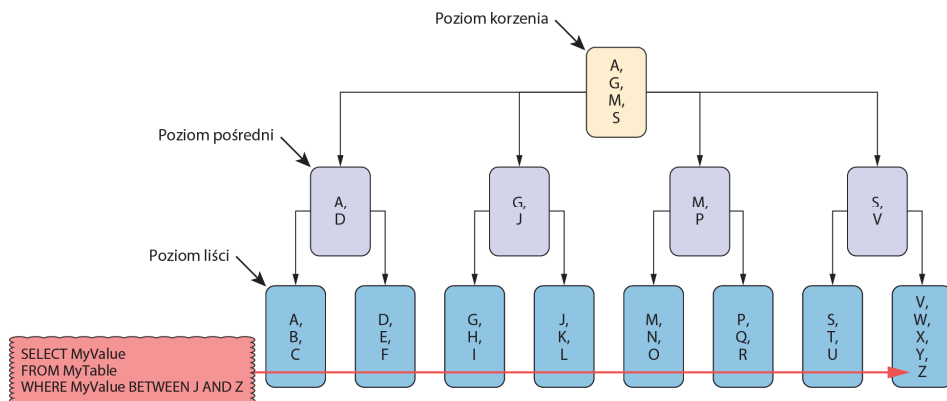 Poziom korzenia
A,
G,
M,
S
Poziom pośredni
A,
D
G,
J
M,
P
S,
V
Poziom liści
A,
B,
C
D,
E,
F
G,
H,
I
J,
K,
L
M,
N,
O
P,
Q,
R
S,
T,
U
V,
W,
X,
Y,
Z
SELECT MyValue
FROM MyTable
WHERE MyValue BETWEEN J AND Z